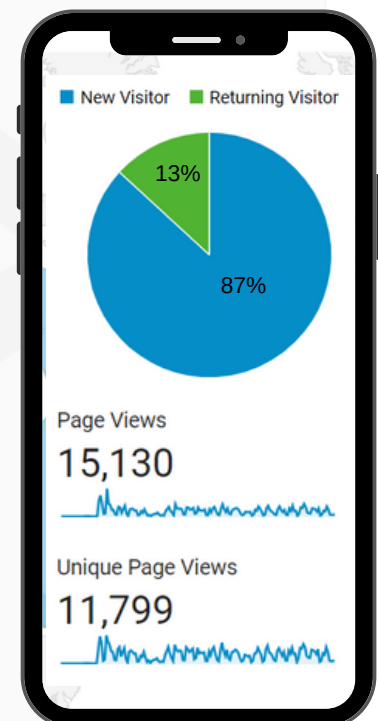 New Visitor Returning Visitor
13%
87%
Page Views
15,130
Unique Page Views
11,799